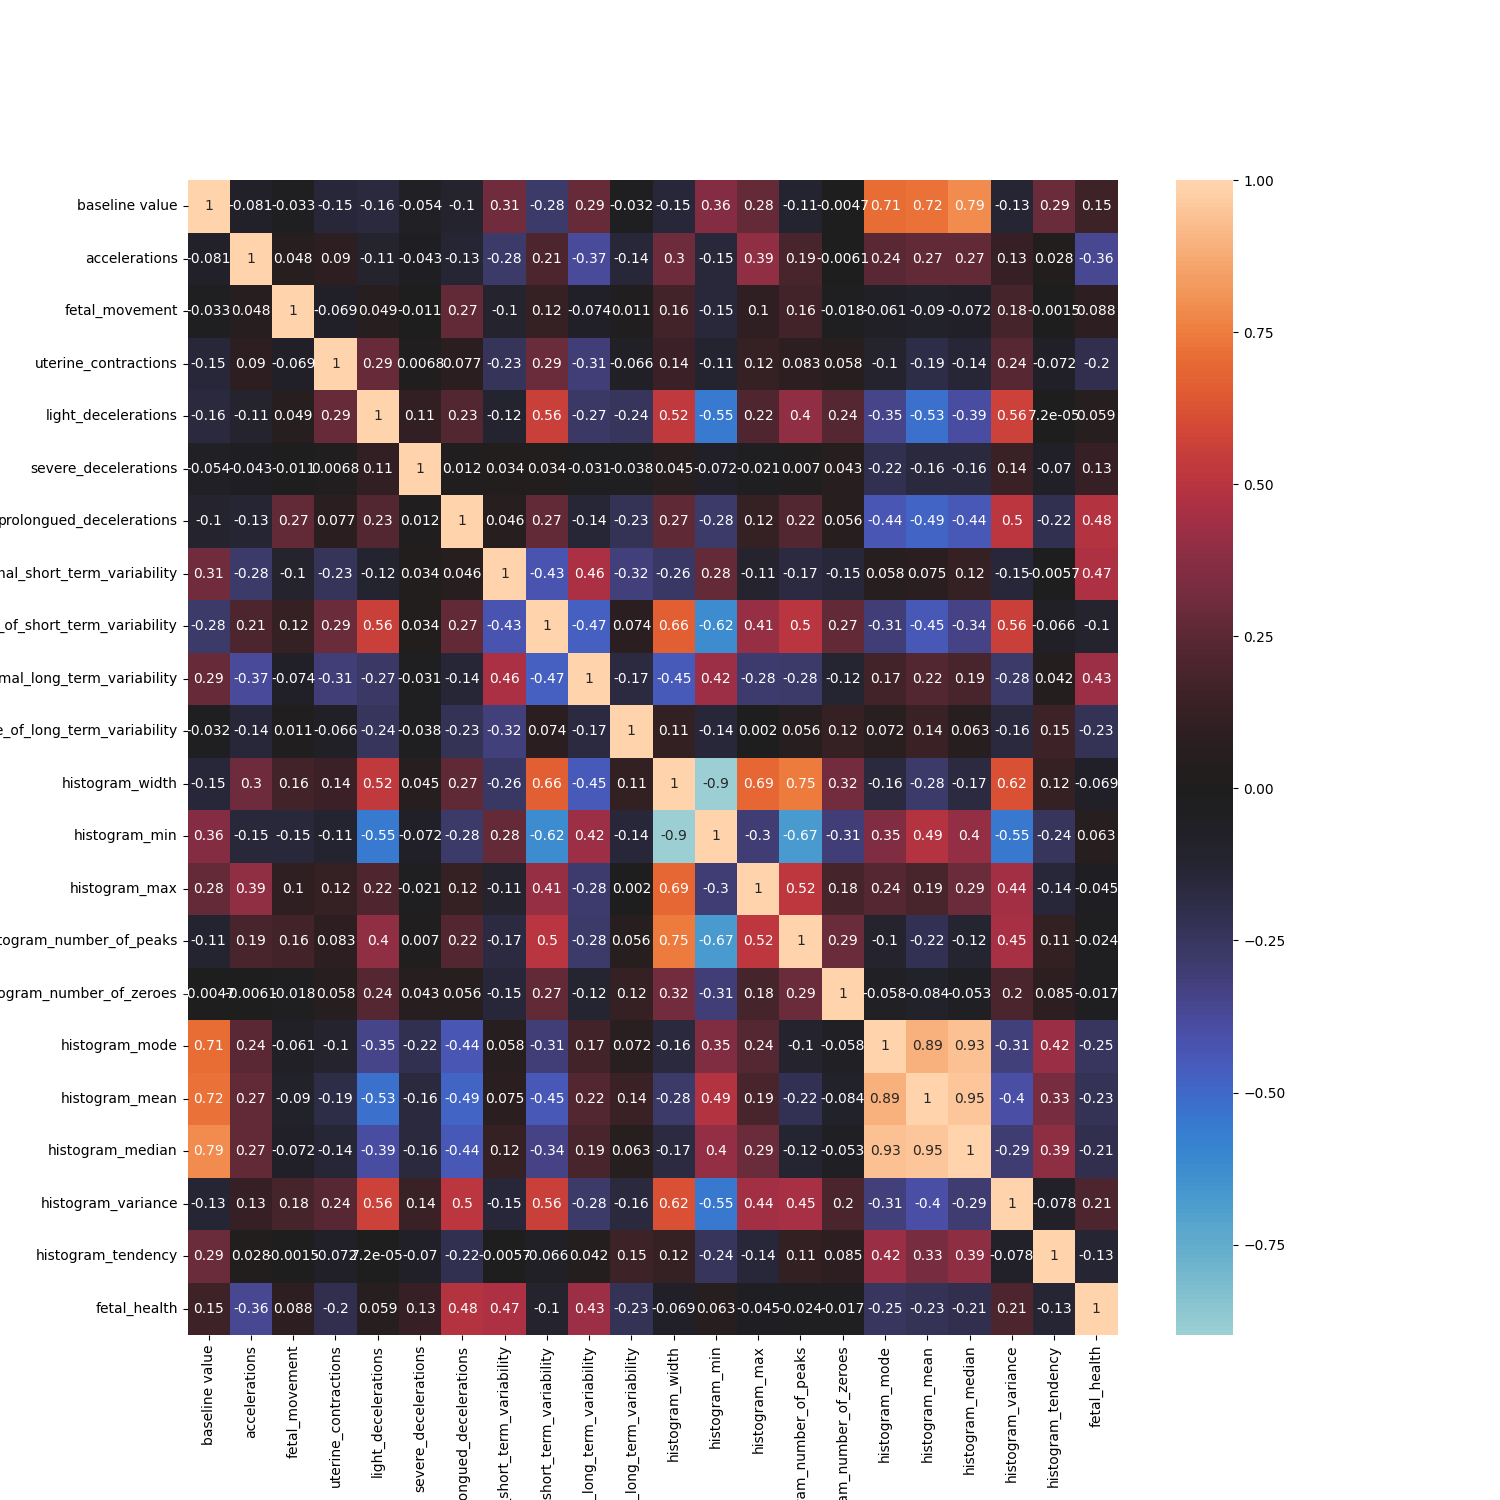 baseline value 1 -0.081 -0.033 -0.15 -0.16 -0.054 -0.1 0.31 -0.28 0.29 -0.032 -0.15 0.36 0.28 -0.11 -0.0047 0.71 0.72 0.79 -0.13 0.29 0.15
accelerations -0.081 1 0.048 0.09 -0.11 -0.043 -0.13 -0.28 0.21 -0.37 -0.14 0.3 -0.15 0.39 0.19 -0.0061 0.24 0.27 0.27 0.13 0.028 -0.36
fetal_movement -0.033 0.048 1 -0.069 0.049 -0.011 0.27 -0.1 0.12 -0.074 0.011 0.16 -0.15 0.1 0.16 -0.018 -0.061 -0.09 -0.072 0.18 -0.0015 0.088
uterine_contractions -0.15 0.09 -0.069 1 0.29 0.0068 0.077 -0.23 0.29 -0.31 -0.066 0.14 -0.11 0.12 0.083 0.058 -0.1 -0.19 -0.14 0.24 -0.072 -0.2
light_decelerations -0.16 -0.11 0.049 0.29 1 0.11 0.23 -0.12 0.56 -0.27 -0.24 0.52 -0.55 0.22 0.4 0.24 -0.35 -0.53 -0.39 0.56 7.2e-05 0.059
severe_decelerations -0.054 -0.043 -0.011 0.0068 0.11 1 0.012 0.034 0.034 -0.031 -0.038 0.045 -0.072 -0.021 0.007 0.043 -0.22 -0.16 -0.16 0.14 -0.07 0.13
prolongued_decelerations -0.1 -0.13 0.27 0.077 0.23 0.012 1 0.046 0.27 -0.14 -0.23 0.27 -0.28 0.12 0.22 0.056 -0.44 -0.49 -0.44 0.5 -0.22 0.48
mal_short_term_variability 0.31 -0.28 -0.1 -0.23 -0.12 0.034 0.046 1 -0.43 0.46 -0.32 -0.26 0.28 -0.11 -0.17 -0.15 0.058 0.075 0.12 -0.15 -0.0057 0.47
_of_short_term_variability -0.28 0.21 0.12 0.29 0.56 0.034 0.27 -0.43 1 -0.47 0.074 0.66 -0.62 0.41 0.5 0.27 -0.31 -0.45 -0.34 0.56 -0.066 -0.1
mal_long_term_variability 0.29 -0.37 -0.074 -0.31 -0.27 -0.031 -0.14 0.46 -0.47 1 -0.17 -0.45 0.42 -0.28 -0.28 -0.12 0.17 0.22 0.19 -0.28 0.042 0.43
e_of_long_term_variability -0.032 -0.14 0.011 -0.066 -0.24 -0.038 -0.23 -0.32 0.074 -0.17 1 0.11 -0.14 0.002 0.056 0.12 0.072 0.14 0.063 -0.16 0.15 -0.23
histogram_width -0.15 0.3 0.16 0.14 0.52 0.045 0.27 -0.26 0.66 -0.45 0.11 1 -0.9 0.69 0.75 0.32 -0.16 -0.28 -0.17 0.62 0.12 -0.069
histogram_min 0.36 -0.15 -0.15 -0.11 -0.55 -0.072 -0.28 0.28 -0.62 0.42 -0.14 -0.9 1 -0.3 -0.67 -0.31 0.35 0.49 0.4 -0.55 -0.24 0.063
histogram_max 0.28 0.39 0.1 0.12 0.22 -0.021 0.12 -0.11 0.41 -0.28 0.002 0.69 -0.3 1 0.52 0.18 0.24 0.19 0.29 0.44 -0.14 -0.045
togram_number_of_peaks -0.11 0.19 0.16 0.083 0.4 0.007 0.22 -0.17 0.5 -0.28 0.056 0.75 -0.67 0.52 1 0.29 -0.1 -0.22 -0.12 0.45 0.11 -0.024
ogram_number_of_zeroes -0.0047 -0.0061 -0.018 0.058 0.24 0.043 0.056 -0.15 0.27 -0.12 0.12 0.32 -0.31 0.18 0.29 1 -0.058 -0.084 -0.053 0.2 0.085 -0.017
histogram_mode 0.71 0.24 -0.061 -0.1 -0.35 -0.22 -0.44 0.058 -0.31 0.17 0.072 -0.16 0.35 0.24 -0.1 -0.058 1 0.89 0.93 -0.31 0.42 -0.25
histogram_mean 0.72 0.27 -0.09 -0.19 -0.53 -0.16 -0.49 0.075 -0.45 0.22 0.14 -0.28 0.49 0.19 -0.22 -0.084 0.89 1 0.95 -0.4 0.33 -0.23
histogram_median 0.79 0.27 -0.072 -0.14 -0.39 -0.16 -0.44 0.12 -0.34 0.19 0.063 -0.17 0.4 0.29 -0.12 -0.053 0.93 0.95 1 -0.29 0.39 -0.21
histogram_variance -0.13 0.13 0.18 0.24 0.56 0.14 0.5 -0.15 0.56 -0.28 -0.16 0.62 -0.55 0.44 0.45 0.2 -0.31 -0.4 -0.29 1 -0.078 0.21
histogram_tendency 0.29 0.028 -0.0015 -0.072 7.2e-05 -0.07 -0.22 -0.0057 -0.066 0.042 0.15 0.12 -0.24 -0.14 0.11 0.085 0.42 0.33 0.39 -0.078 1 -0.13
fetal_health 0.15 -0.36 0.088 -0.2 0.059 0.13 0.48 0.47 -0.1 0.43 -0.23 -0.069 0.063 -0.045 -0.024 -0.017 -0.25 -0.23 -0.21 0.21 -0.13 1
baseline value
accelerations
fetal_movement
uterine_contractions
light_decelerations
severe_decelerations
ongued_decelerations
_short_term_variability
short_term_variability
_long_term_variability
_long_term_variability
histogram_width
histogram_min
histogram_max
am_number_of_peaks
am_number_of_zeroes
histogram_mode
histogram_mean
histogram_median
histogram_variance
histogram_tendency
fetal_health
1.00
0.75
0.50
0.25
0.00
−0.25
−0.50
−0.75